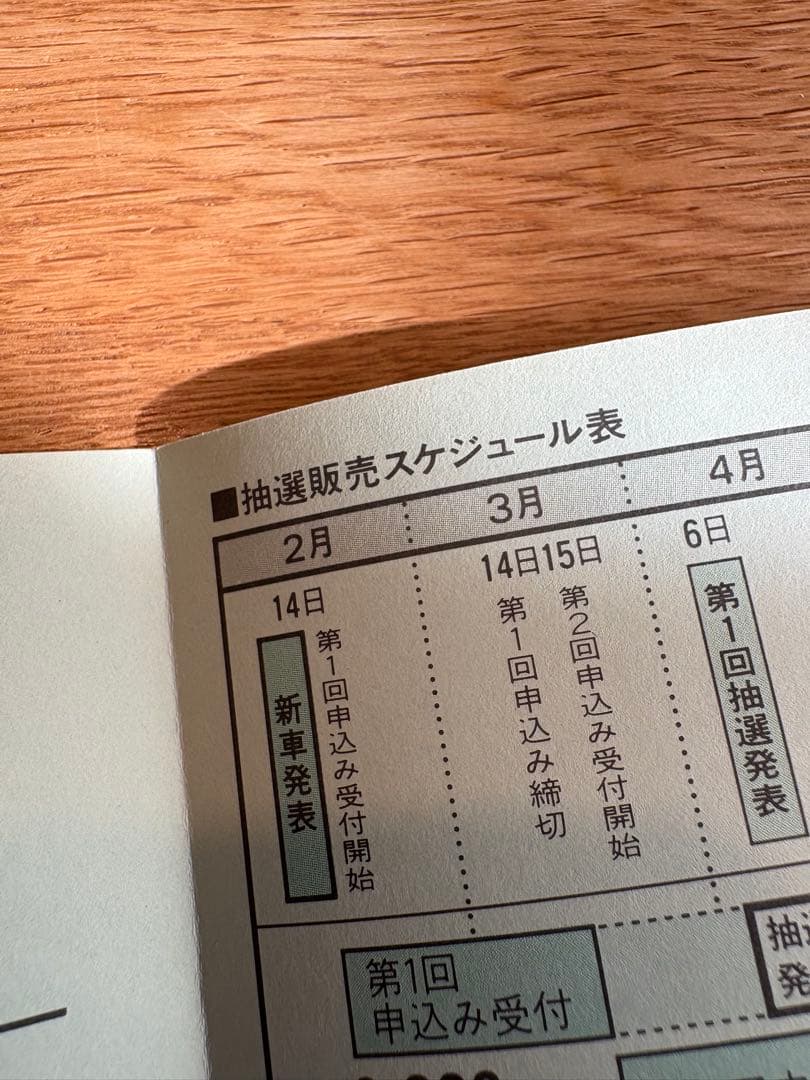 ■抽選販売スケジュール表
2月
3月
4月
14日
新車発表
第1回申込み受付開始
14日
第1回申込み締切
15日
第2回申込み受付開始
6日
第1回抽選発表
第1回
申込み受付